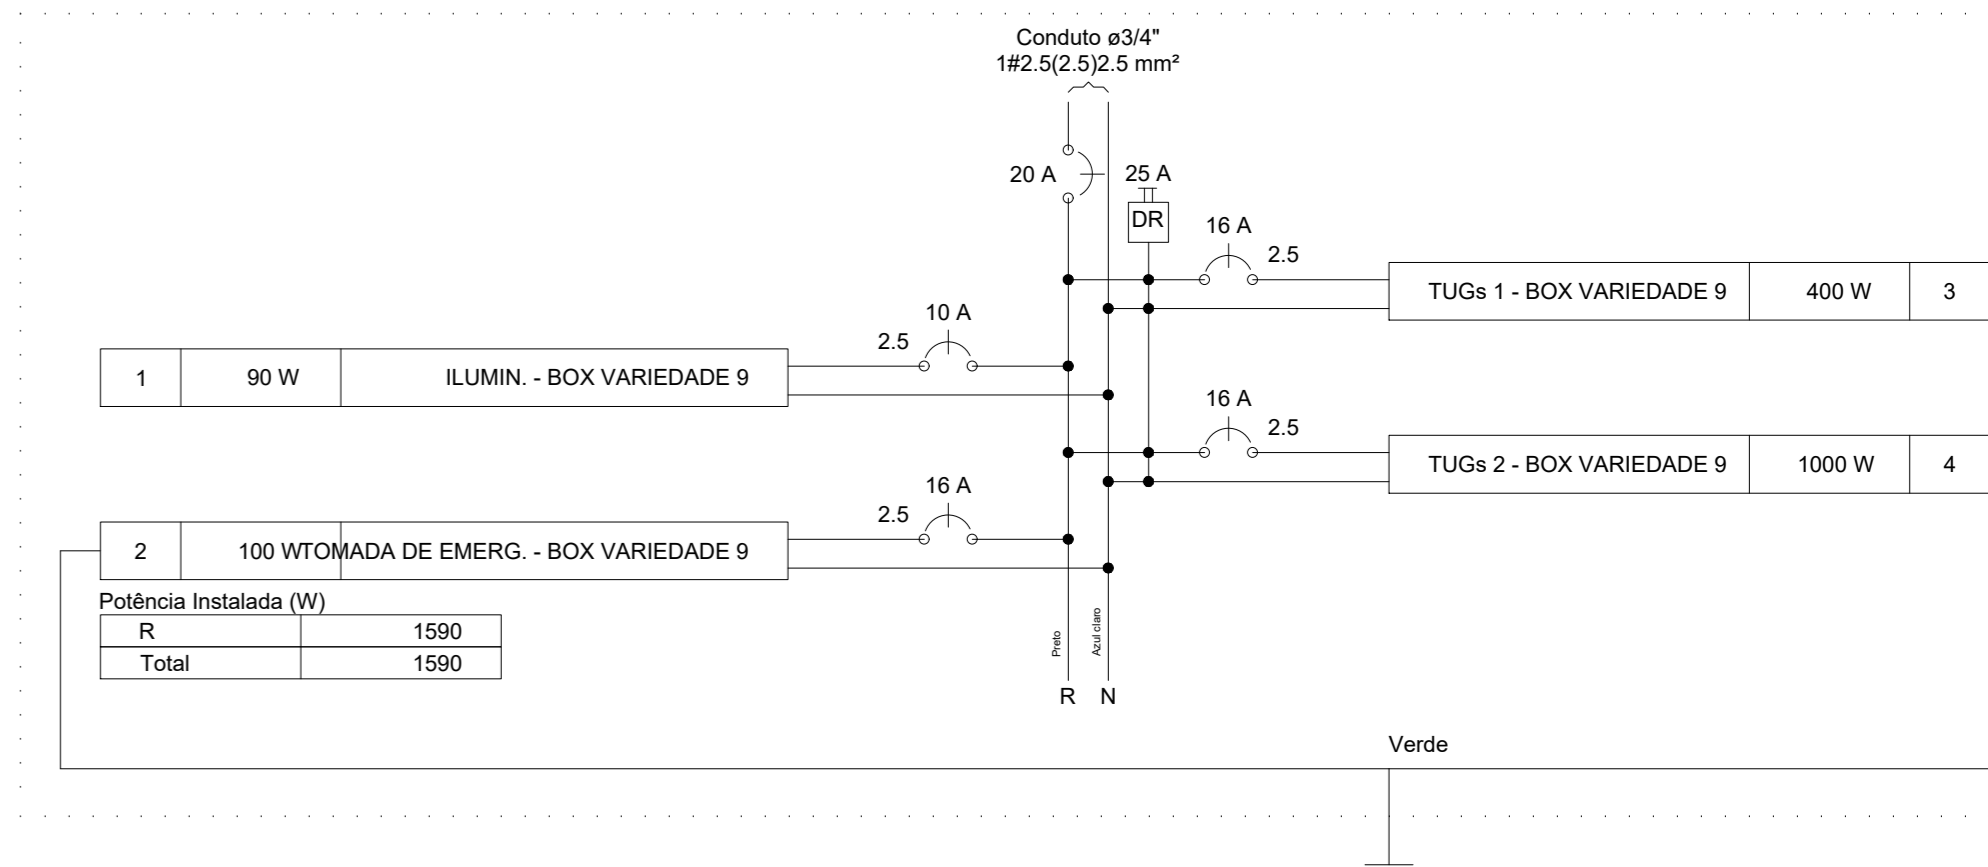 Conduto ø3/4"
1#2.5(2.5)2.5 mm²
20 A
25 A
DR
16 A
2.5
TUGs 1 - BOX VARIEDADE 9 400 W 3
10 A
2.5
1 90 W ILUMIN. - BOX VARIEDADE 9
16 A
2.5
TUGs 2 - BOX VARIEDADE 9 1000 W 4
16 A
2.5
2 100 WTOMADA DE EMERG. - BOX VARIEDADE 9
Potência Instalada (W)
R 1590
Total 1590
Preto
Azul claro
R N
Verde